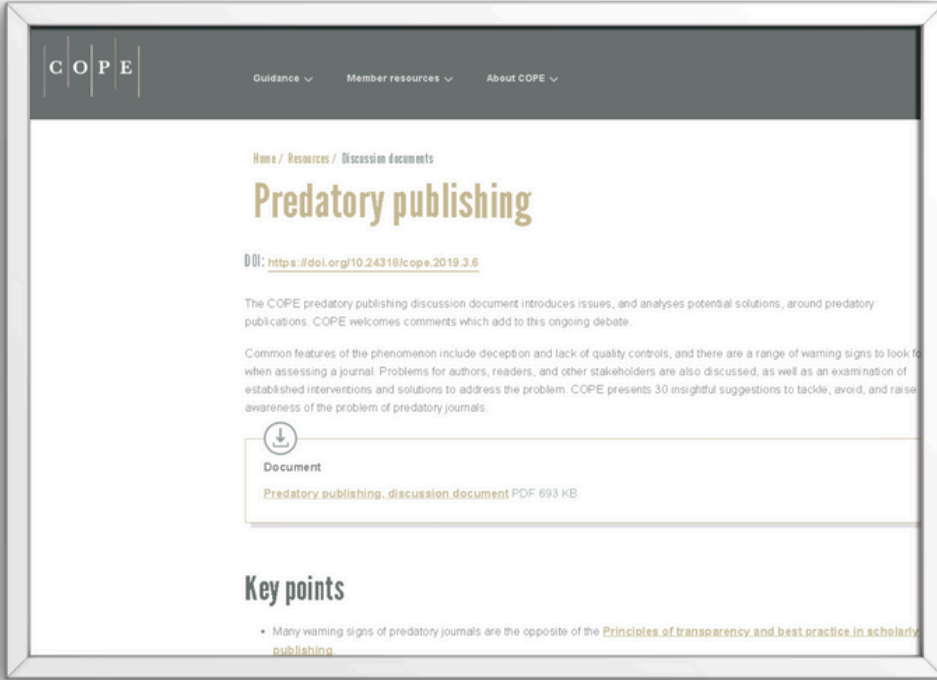 COPE
Guidance Member resources About COPE
Home / Resources / Discussion documents
Predatory publishing
DOI: https://doi.org/10.24318/cope.2019.3.6
The COPE predatory publishing discussion document introduces issues, and analyses potential solutions, around predatory
publications. COPE welcomes comments which add to this ongoing debate.
Common features of the phenomenon include deception and lack of quality controls, and there are a range of warning signs to look fo
when assessing a journal. Problems for authors, readers, and other stakeholders are also discussed, as well as an examination of
established interventions and solutions to address the problem. COPE presents 30 insightful suggestions to tackle, avoid, and raise
awareness of the problem of predatory journals.
Document
Predatory publishing, discussion document PDF 693 KB
Key points
• Many warning signs of predatory journals are the opposite of the Principles of transparency and best practice in scholarly
publishing